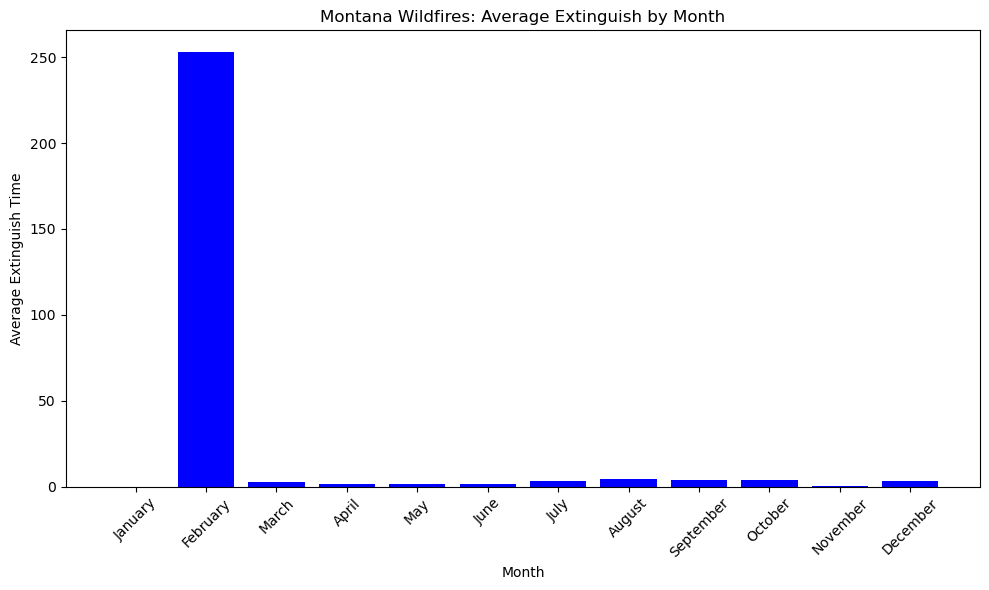 Montana Wildfires: Average Extinguish by Month
Average Extinguish Time
250
200
150
100
50
0
January
February
March
April
May
June
July
August
September
October
November
December
Month